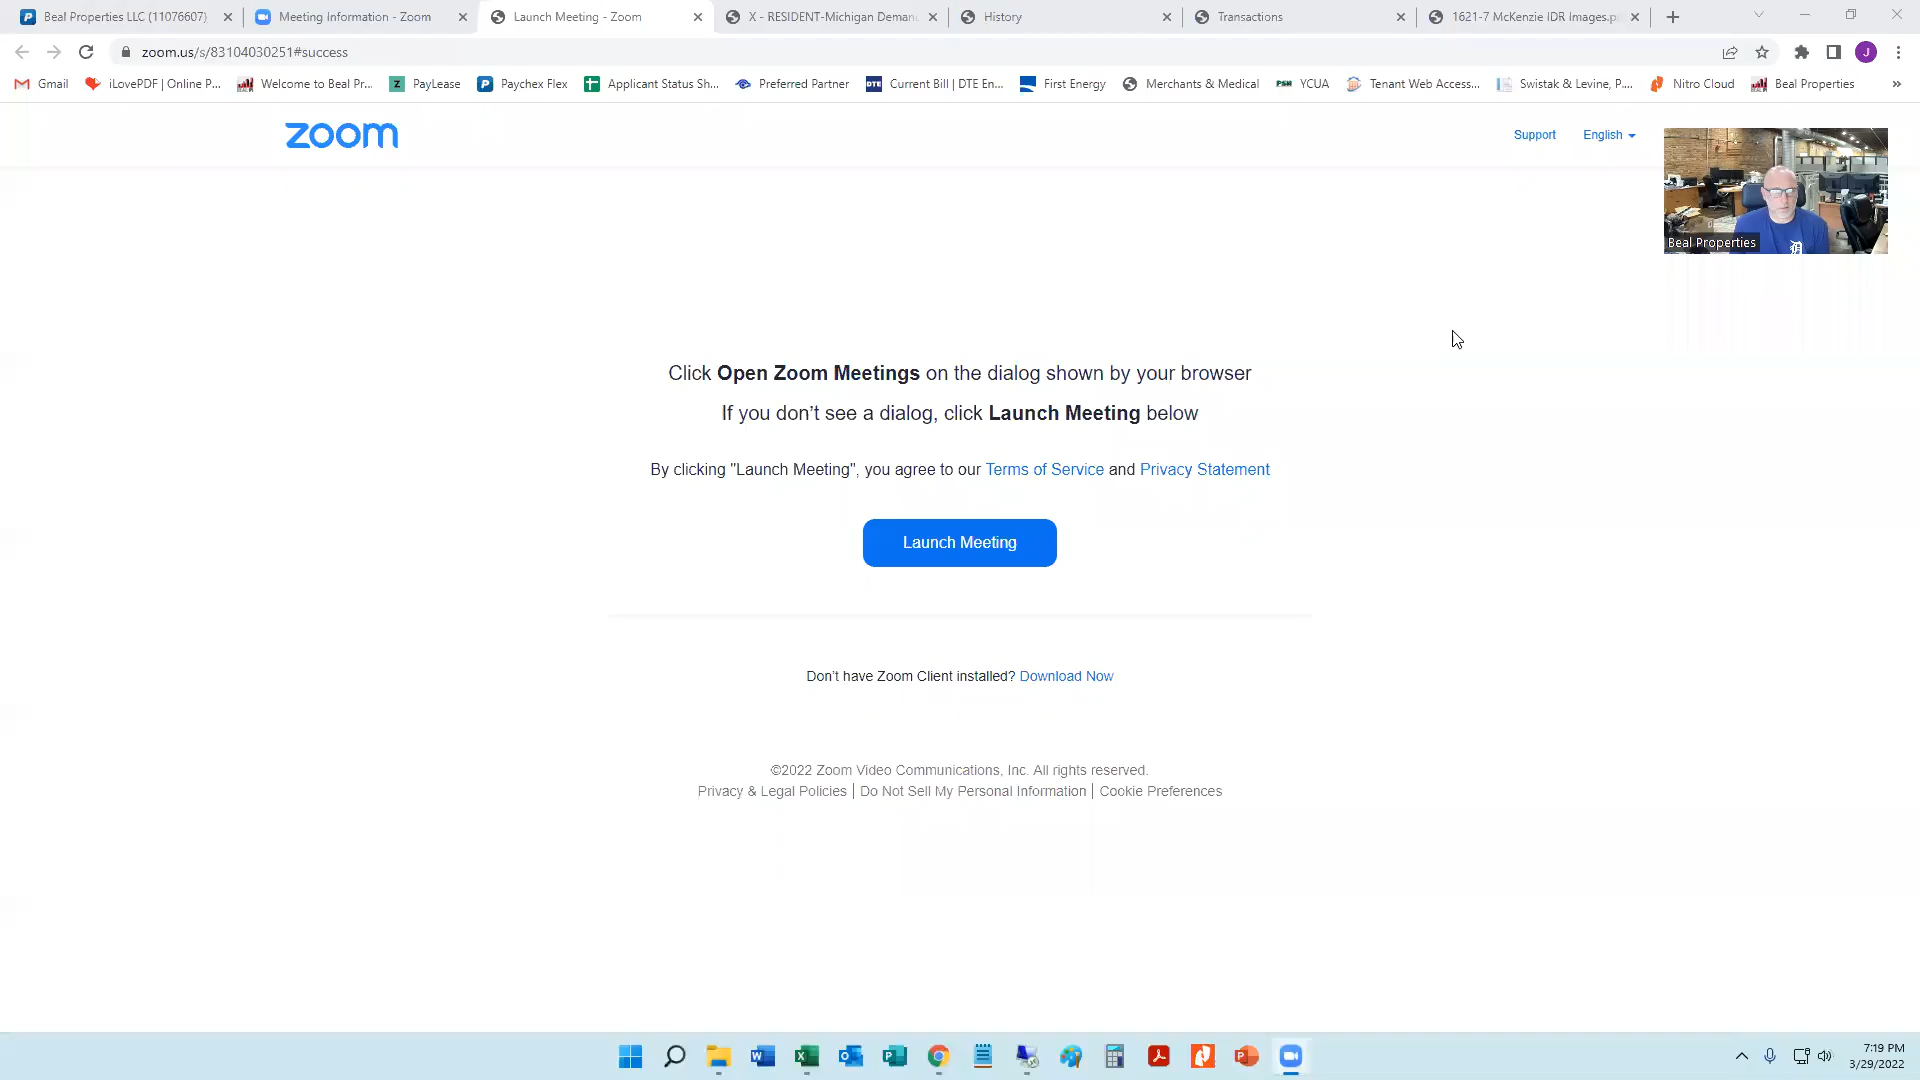 Beal Properties LLC (11076607)
Meeting Information - Zoom
Launch Meeting - Zoom
X - RESIDENT-Michigan Deman
History
Transactions
1621-7 McKenzie IDR Images.p
zoom.us/s/83104030251#success
J
Gmail
iLovePDF | Online P...
Welcome to Beal Pr...
PayLease
Paychex Flex
Applicant Status Sh...
Preferred Partner
DTE
Current Bill | DTE En...
First Energy
Merchants & Medical
YCUA
Tenant Web Access...
Swistak & Levine, P....
Nitro Cloud
Beal Properties
»
zoom
Support
English
Beal Properties
Click Open Zoom Meetings on the dialog shown by your browser
If you don’t see a dialog, click Launch Meeting below
By clicking "Launch Meeting", you agree to our Terms of Service and Privacy Statement
Launch Meeting
Don’t have Zoom Client installed? Download Now
©2022 Zoom Video Communications, Inc. All rights reserved.
Privacy & Legal Policies | Do Not Sell My Personal Information | Cookie Preferences
7:19 PM
3/29/2022